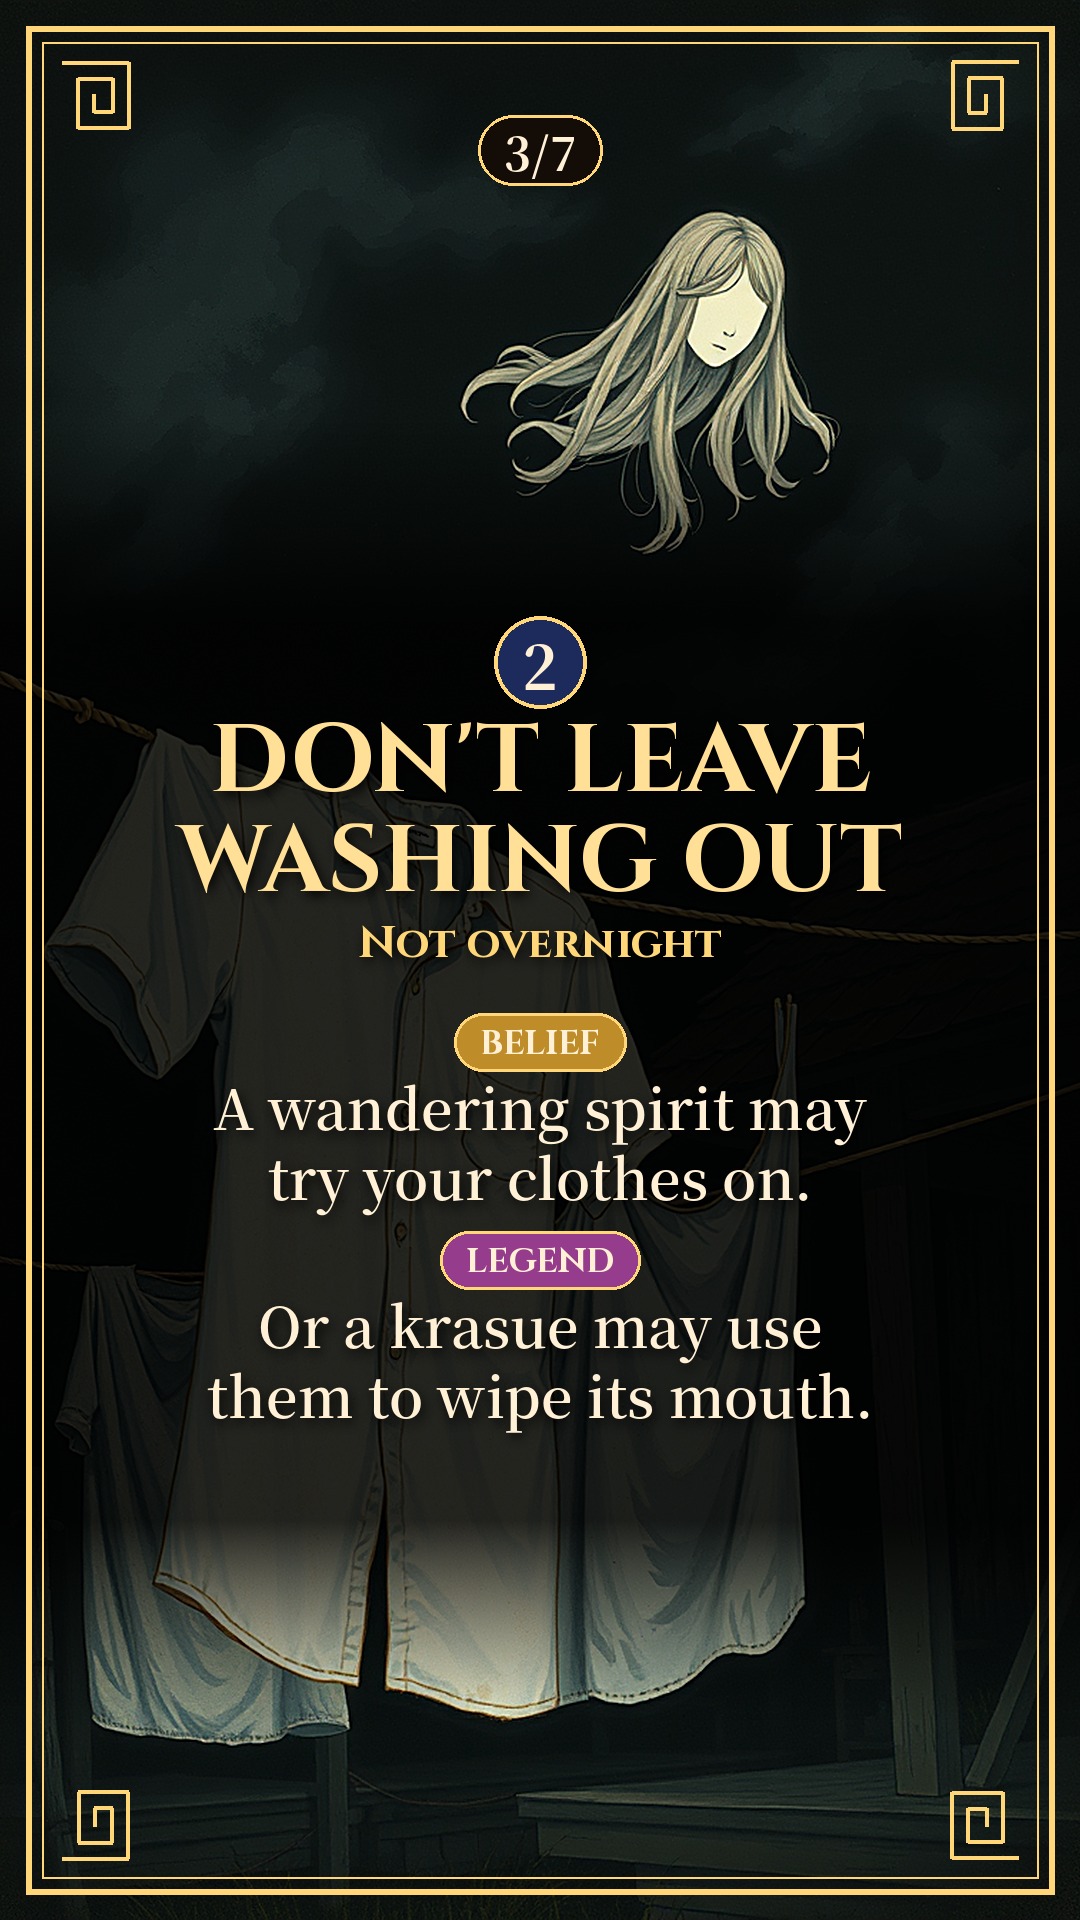 3/7
2
DON'T LEAVE
WASHING OUT
NOT OVERNIGHT
BELIEF
A wandering spirit may
try your clothes on.
LEGEND
Or a krasue may use
them to wipe its mouth.